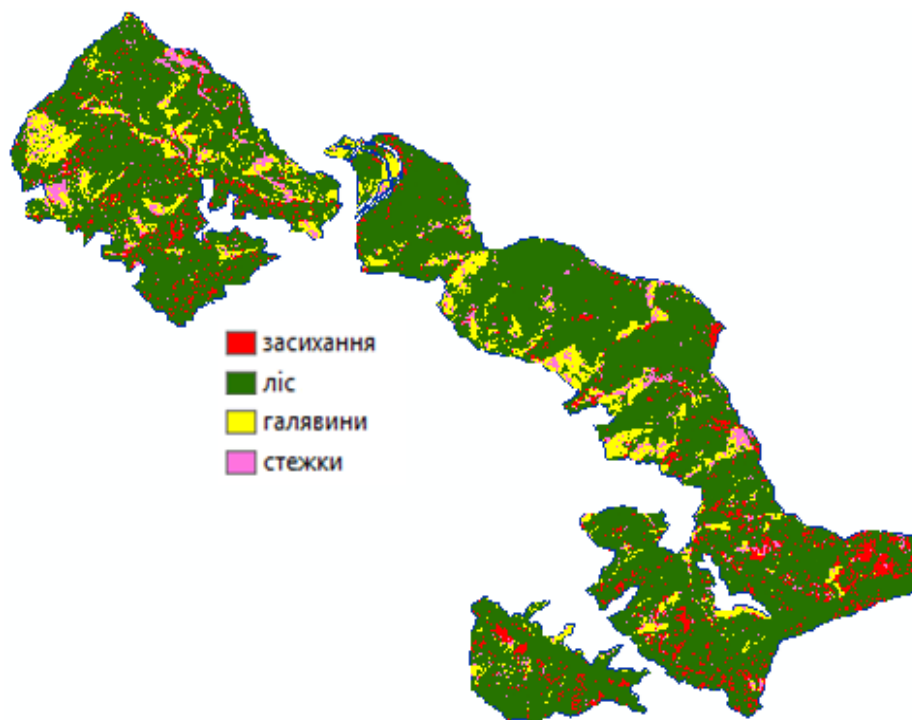 засихання
ліс
галявини
стежки